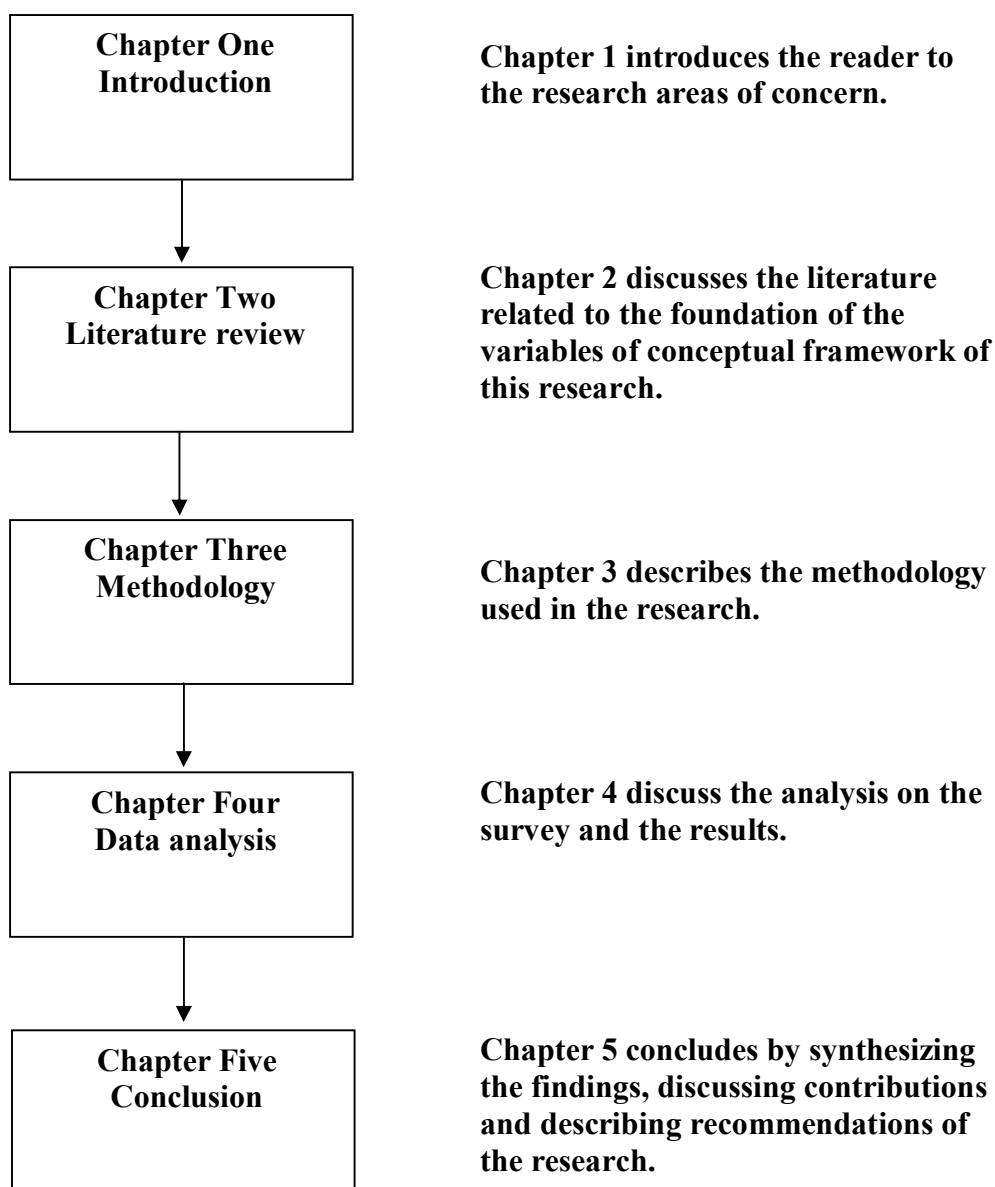 Chapter One
Introduction
Chapter 1 introduces the reader to
the research areas of concern.
Chapter Two
Literature review
Chapter 2 discusses the literature
related to the foundation of the
variables of conceptual framework of
this research.
Chapter Three
Methodology
Chapter 3 describes the methodology
used in the research.
Chapter Four
Data analysis
Chapter 4 discuss the analysis on the
survey and the results.
Chapter Five
Conclusion
Chapter 5 concludes by synthesizing
the findings, discussing contributions
and describing recommendations of
the research.